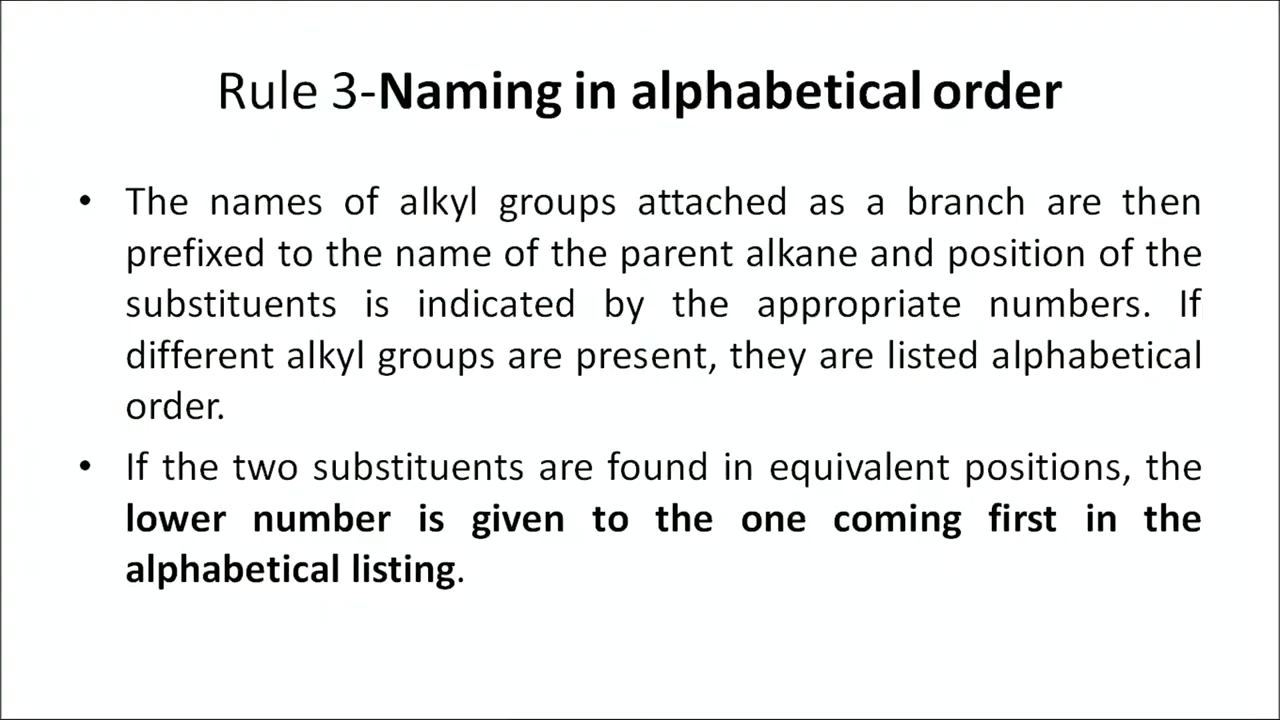 Rule 3-Naming in alphabetical order
• The names of alkyl groups attached as a branch are then
prefixed to the name of the parent alkane and position of the
substituents is indicated by the appropriate numbers. If
different alkyl groups are present, they are listed alphabetical
order.
• If the two substituents are found in equivalent positions, the
lower number is given to the one coming first in the
alphabetical listing.